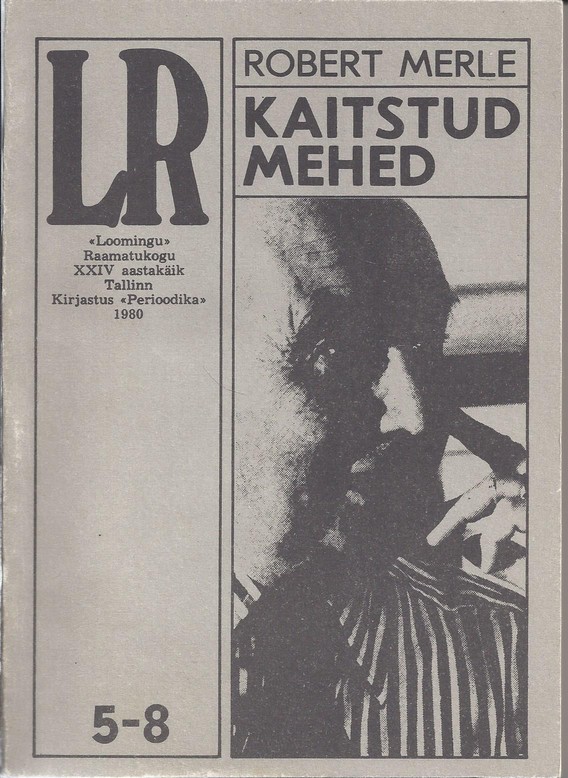 LR
«Loomingu»
Raamatukogu
XXIV aastakäik
Tallinn
Kirjastus «Perioodika»
1980
5-8
ROBERT MERLE
KAITSTUD
MEHED